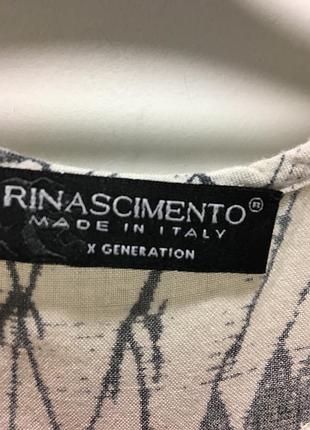 RINASCIMENTO®
MADE IN ITALY
X GENERATION